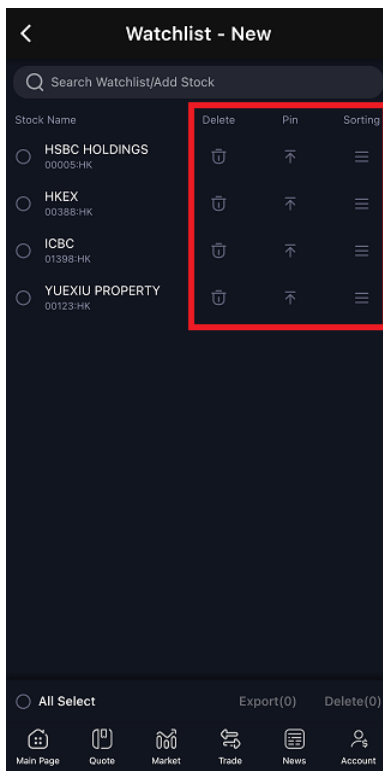 Watchlist - New
Search Watchlist/Add Stock
Stock Name Delete Pin Sorting
HSBC HOLDINGS
00005:HK
HKEX
00388:HK
ICBC
01398:HK
YUEXIU PROPERTY
00123:HK
All Select Export(0) Delete(0)
Main Page Quote Market Trade News Account